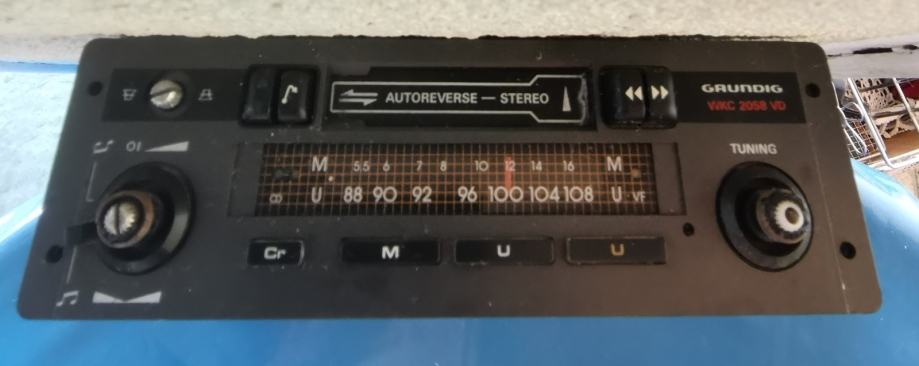 GRUNDIG
AUTOREVERSE — STEREO
WKC 2058 VD
OI
TUNING
M 5,5 6 7 8 10 12 14 16 M
U 88 90 92 96 100 104 108 U VF
Cr M U U